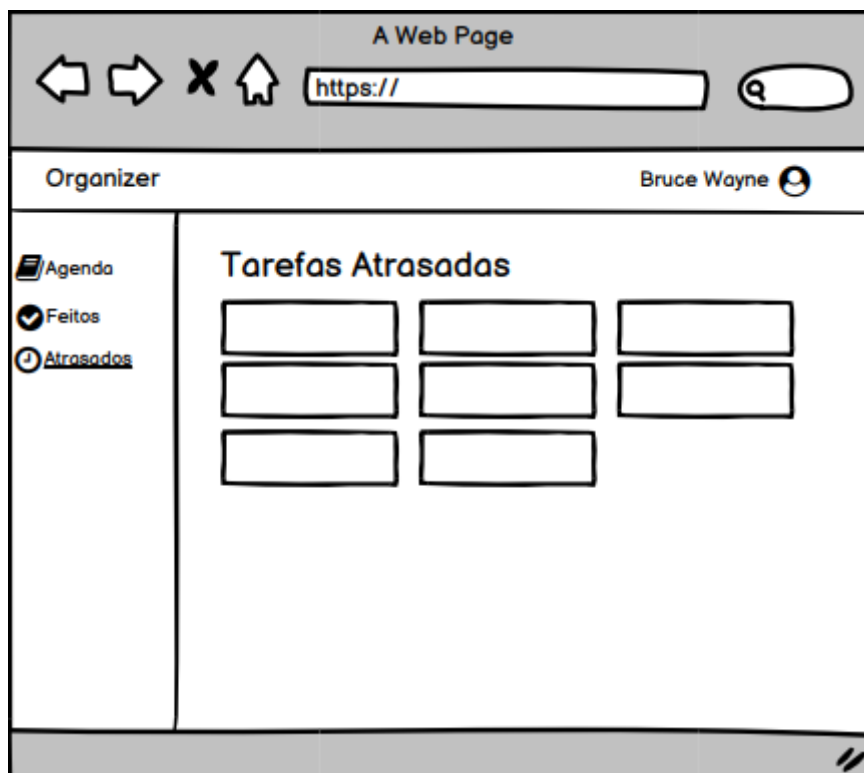 A Web Page
https://
Organizer
Bruce Wayne
Agenda
Feitos
Atrasados
Tarefas Atrasadas